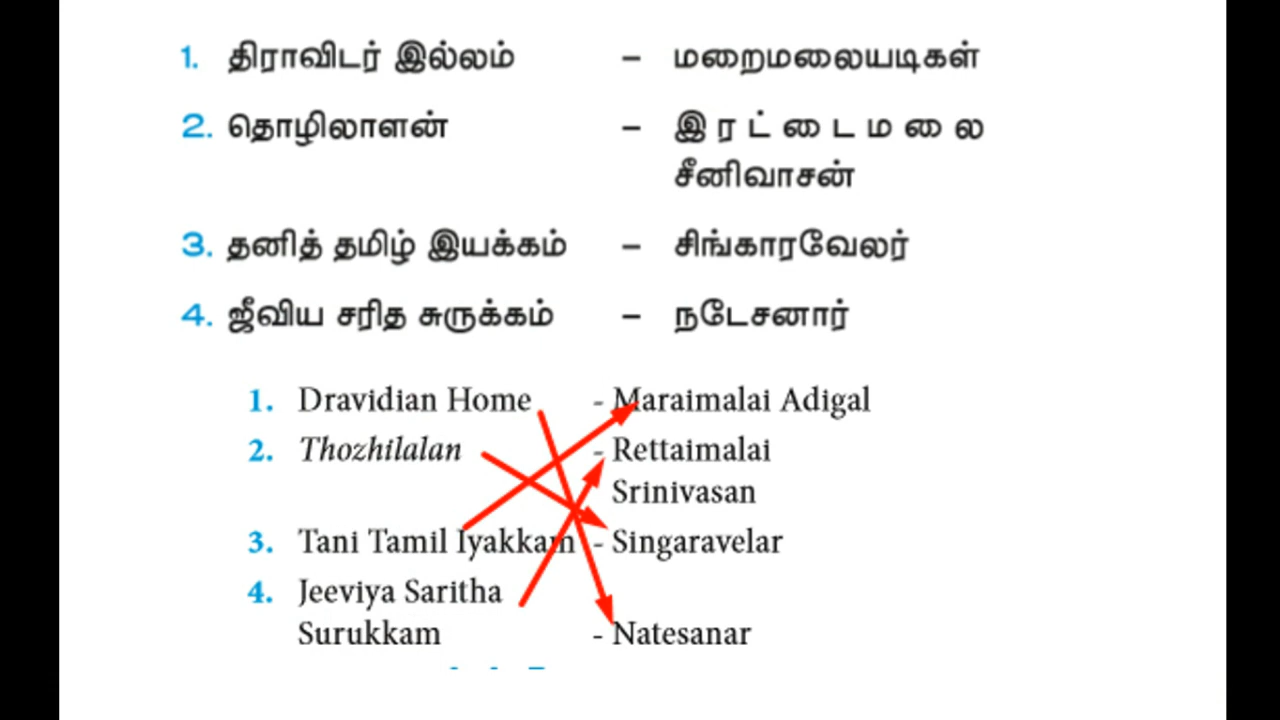 1. திராவிடர் இல்லம் – மறைமலையடிகள்
2. தொழிலாளன் – இரட்டைமலை
சீனிவாசன்
3. தனித் தமிழ் இயக்கம் – சிங்காரவேலர்
4. ஜீவிய சரித சுருக்கம் – நடேசனார்
1. Dravidian Home - Maraimalai Adigal
2. Thozhilalan - Rettaimalai
Srinivasan
3. Tani Tamil Iyakkam - Singaravelar
4. Jeeviya Saritha
Surukkam - Natesanar